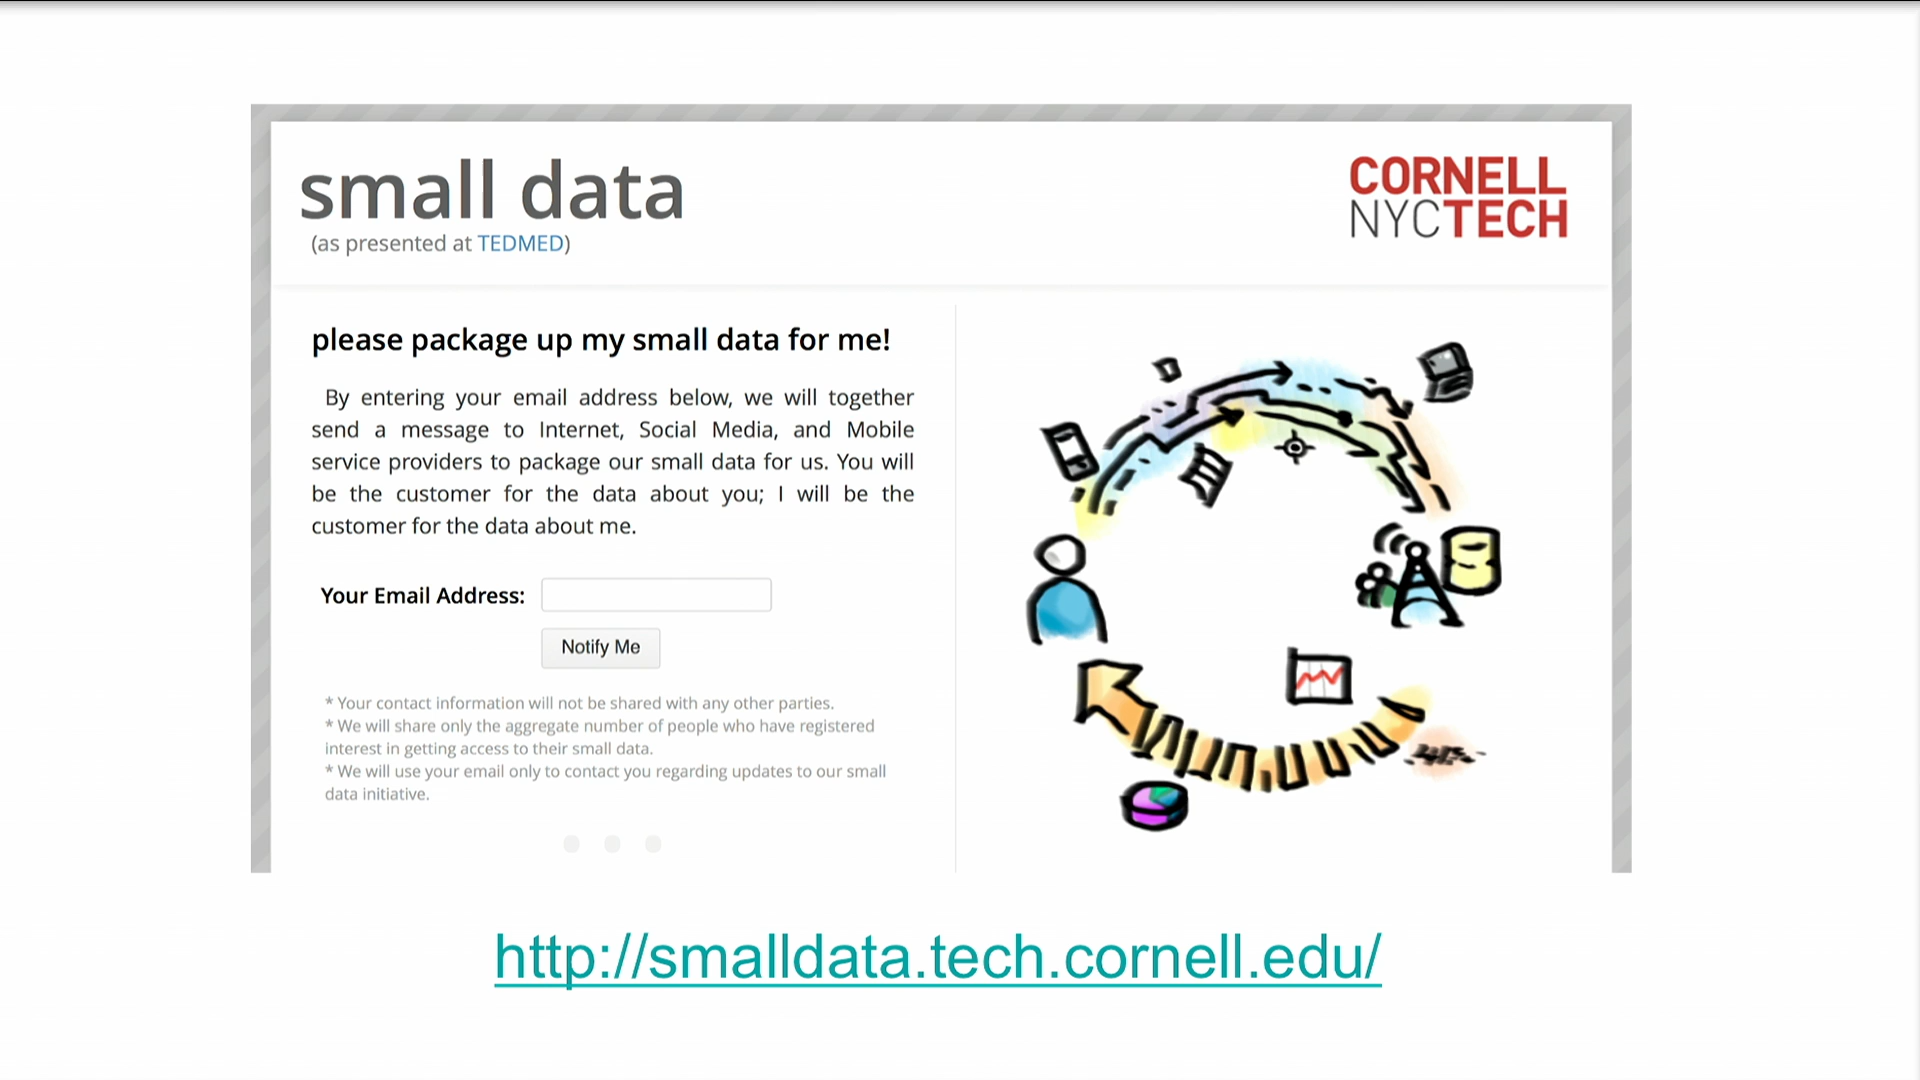 small data
(as presented at TEDMED)
CORNELL
NYCTECH
please package up my small data for me!
By entering your email address below, we will together
send a message to Internet, Social Media, and Mobile
service providers to package our small data for us. You will
be the customer for the data about you; I will be the
customer for the data about me.
Your Email Address:
Notify Me
* Your contact information will not be shared with any other parties.
* We will share only the aggregate number of people who have registered
interest in getting access to their small data.
* We will use your email only to contact you regarding updates to our small
data initiative.
http://smalldata.tech.cornell.edu/